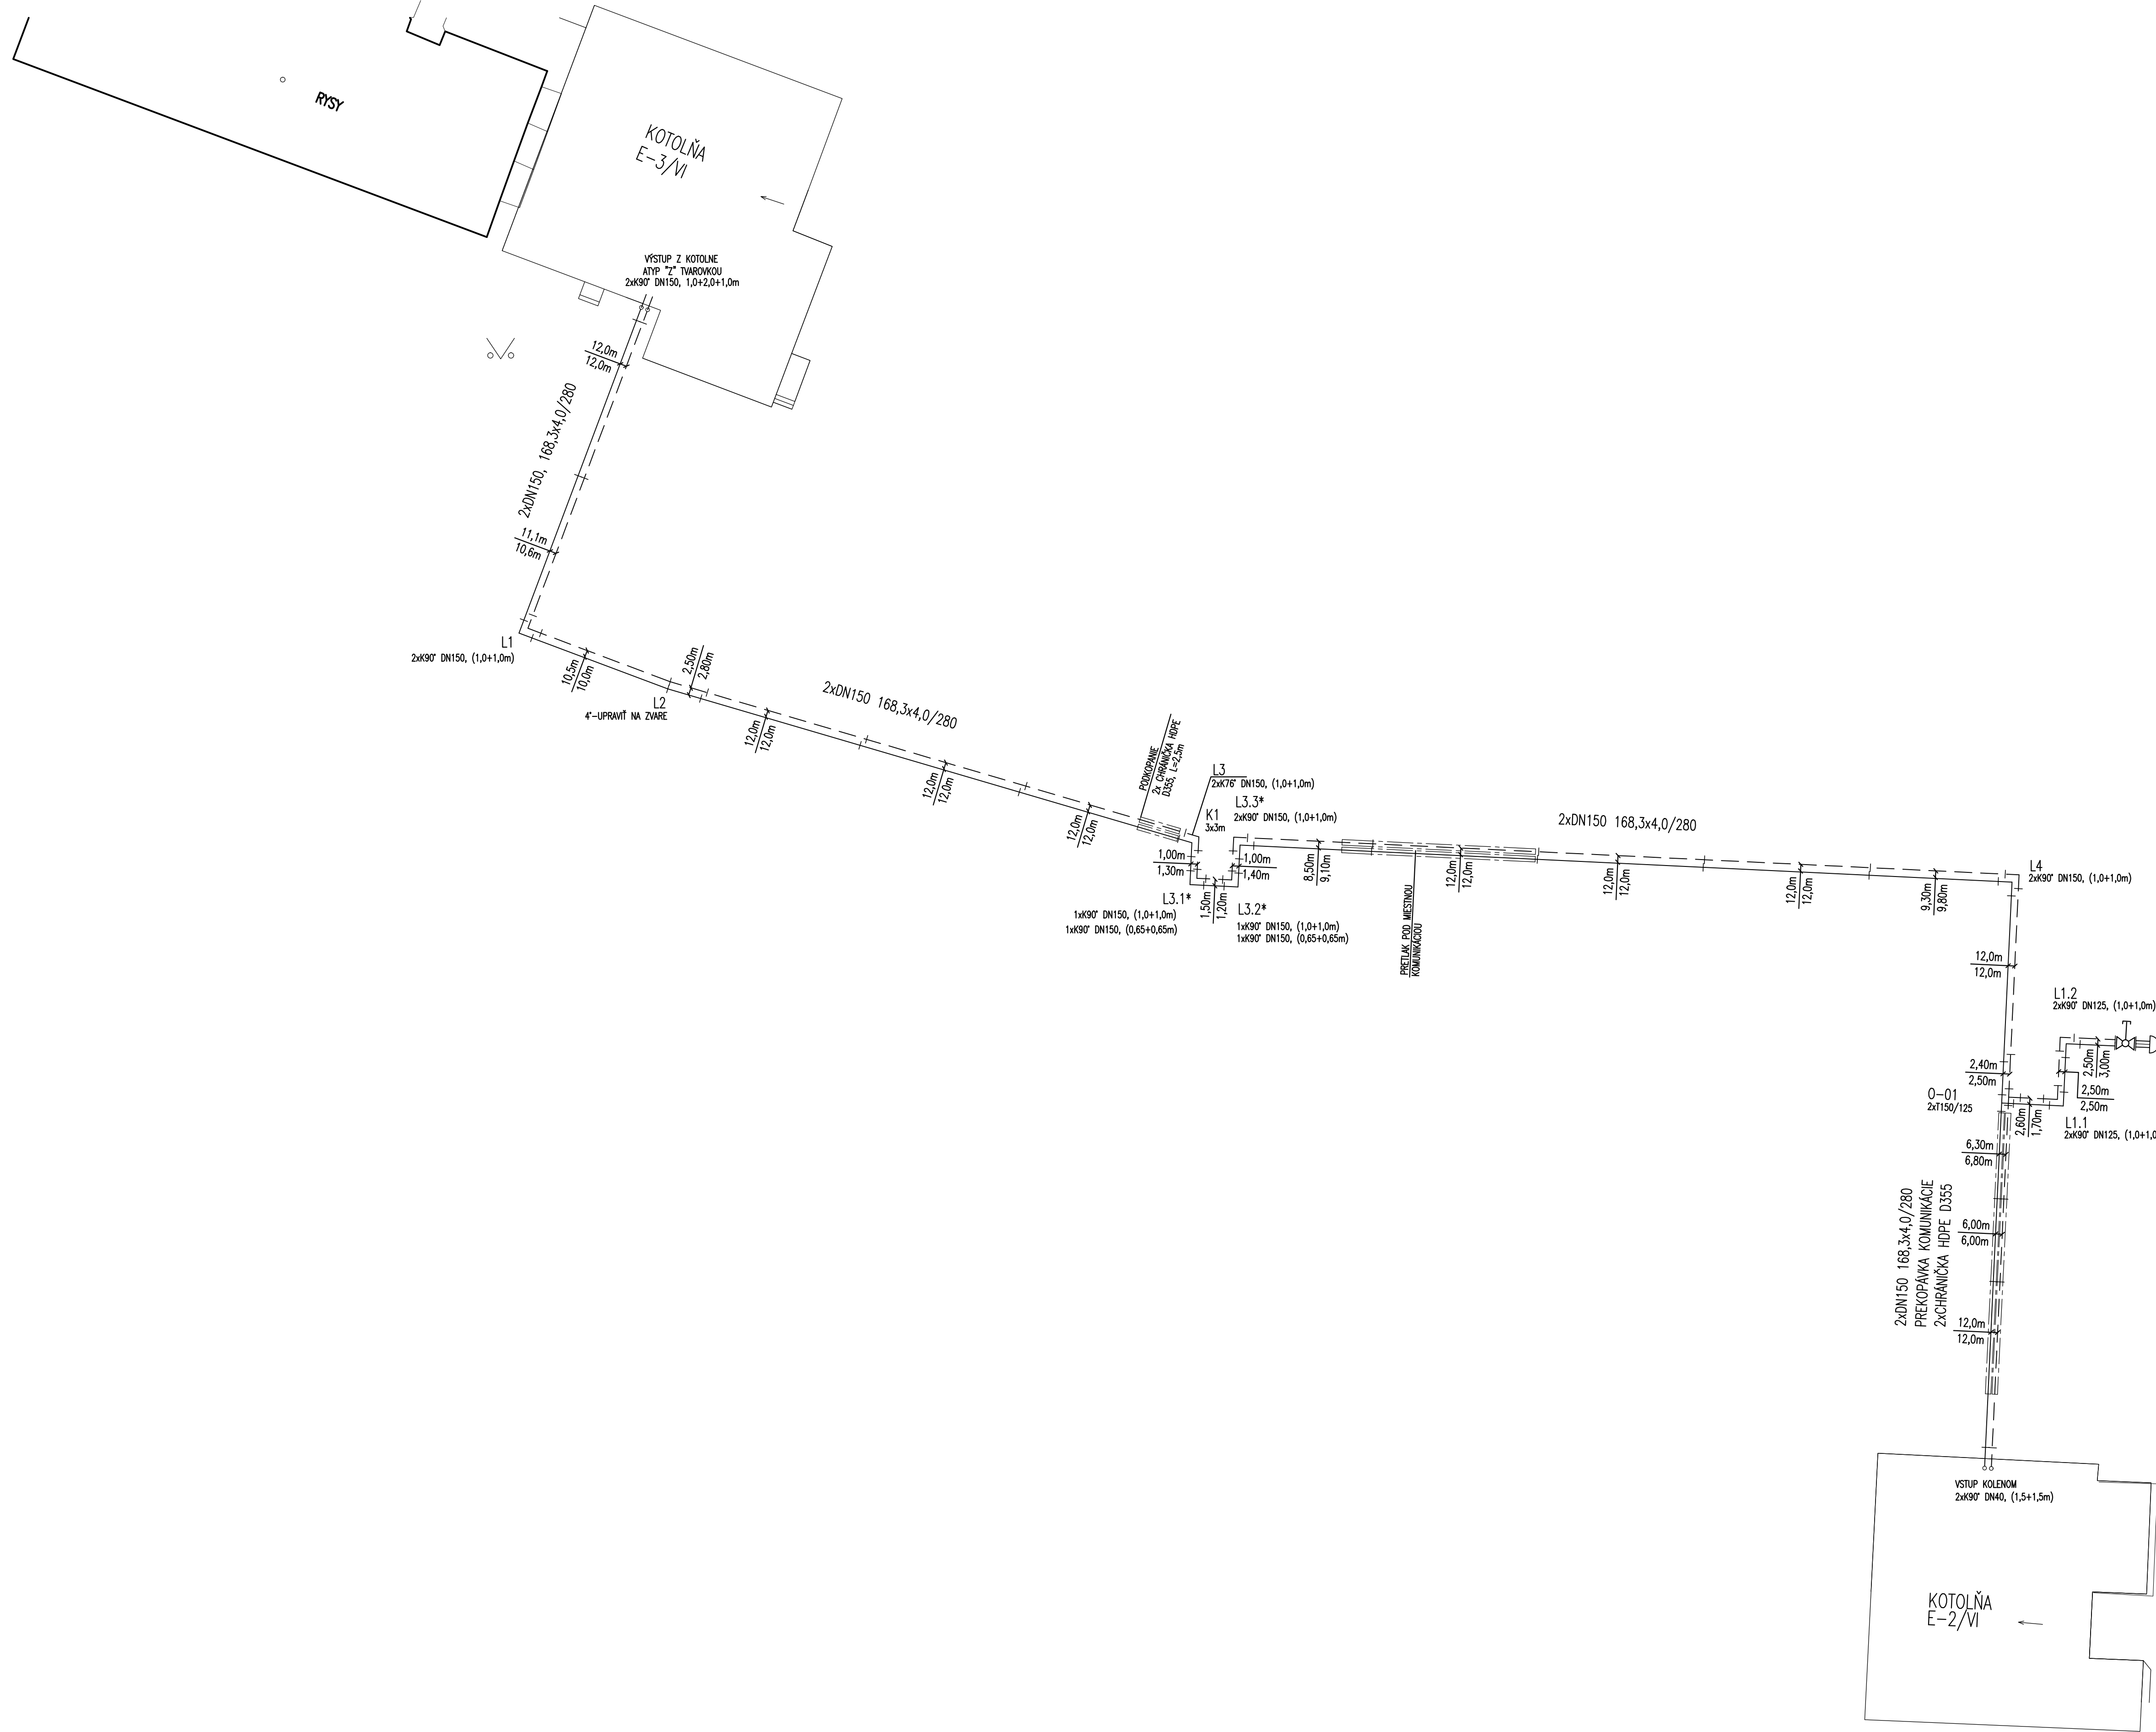 RYSY
KOTOLŇA
E-3/VI
VÝSTUP Z KOTOLNE
ATYP "Z" TVAROVKOU
2xK90° DN150, 1,0+2,0+1,0m
12,0m
12,0m
2xDN150, 168,3x4,0/280
11,1m
10,6m
L1
2xK90° DN150, (1,0+1,0m)
10,5m
10,0m
L2
4°-UPRAVIŤ NA ZVARE
2,50m
2,80m
2xDN150 168,3x4,0/280
12,0m
12,0m
12,0m
12,0m
12,0m
12,0m
PODKOPANIE
2x CHRÁNIČKA HDPE
D355, L=2,5m
L3
2xK76° DN150, (1,0+1,0m)
K1
3x3m
L3.3*
2xK90° DN150, (1,0+1,0m)
1,00m
1,30m
1,00m
1,40m
L3.1*
1xK90° DN150, (1,0+1,0m)
1xK90° DN150, (0,65+0,65m)
1,50m
1,20m
L3.2*
1xK90° DN150, (1,0+1,0m)
1xK90° DN150, (0,65+0,65m)
8,50m
9,10m
PRETLAK POD MIESTNOU
KOMUNIKÁCIOU
12,0m
12,0m
2xDN150 168,3x4,0/280
12,0m
12,0m
12,0m
12,0m
9,30m
9,80m
L4
2xK90° DN150, (1,0+1,0m)
12,0m
12,0m
L1.2
2xK90° DN125, (1,0+1,0m)
2,50m
3,00m
2,40m
2,50m
2,50m
2,50m
O-01
2xT150/125
2,60m
1,70m
L1.1
2xK90° DN125, (1,0+1,0
6,30m
6,80m
2xDN150 168,3x4,0/280
PREKOPÁVKA KOMUNIKÁCIE
2xCHRÁNIČKA HDPE D355
6,00m
6,00m
12,0m
12,0m
VSTUP KOLENOM
2xK90° DN40, (1,5+1,5m)
KOTOLŇA
E-2/VI